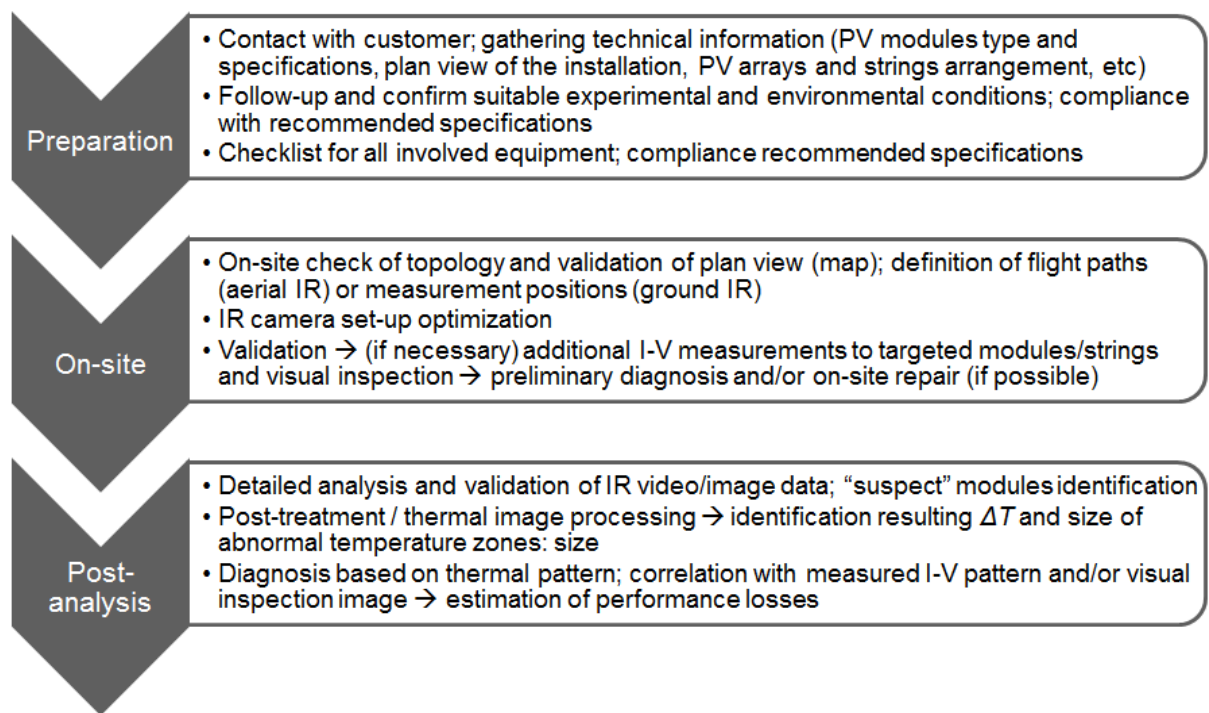 Preparation
• Contact with customer; gathering technical information (PV modules type and
specifications, plan view of the installation, PV arrays and strings arrangement, etc)
• Follow-up and confirm suitable experimental and environmental conditions; compliance
with recommended specifications
• Checklist for all involved equipment; compliance recommended specifications
On-site
• On-site check of topology and validation of plan view (map); definition of flight paths
(aerial IR) or measurement positions (ground IR)
• IR camera set-up optimization
• Validation → (if necessary) additional I-V measurements to targeted modules/strings
and visual inspection → preliminary diagnosis and/or on-site repair (if possible)
Post-
analysis
• Detailed analysis and validation of IR video/image data; “suspect” modules identification
• Post-treatment / thermal image processing → identification resulting ΔT and size of
abnormal temperature zones: size
• Diagnosis based on thermal pattern; correlation with measured I-V pattern and/or visual
inspection image → estimation of performance losses